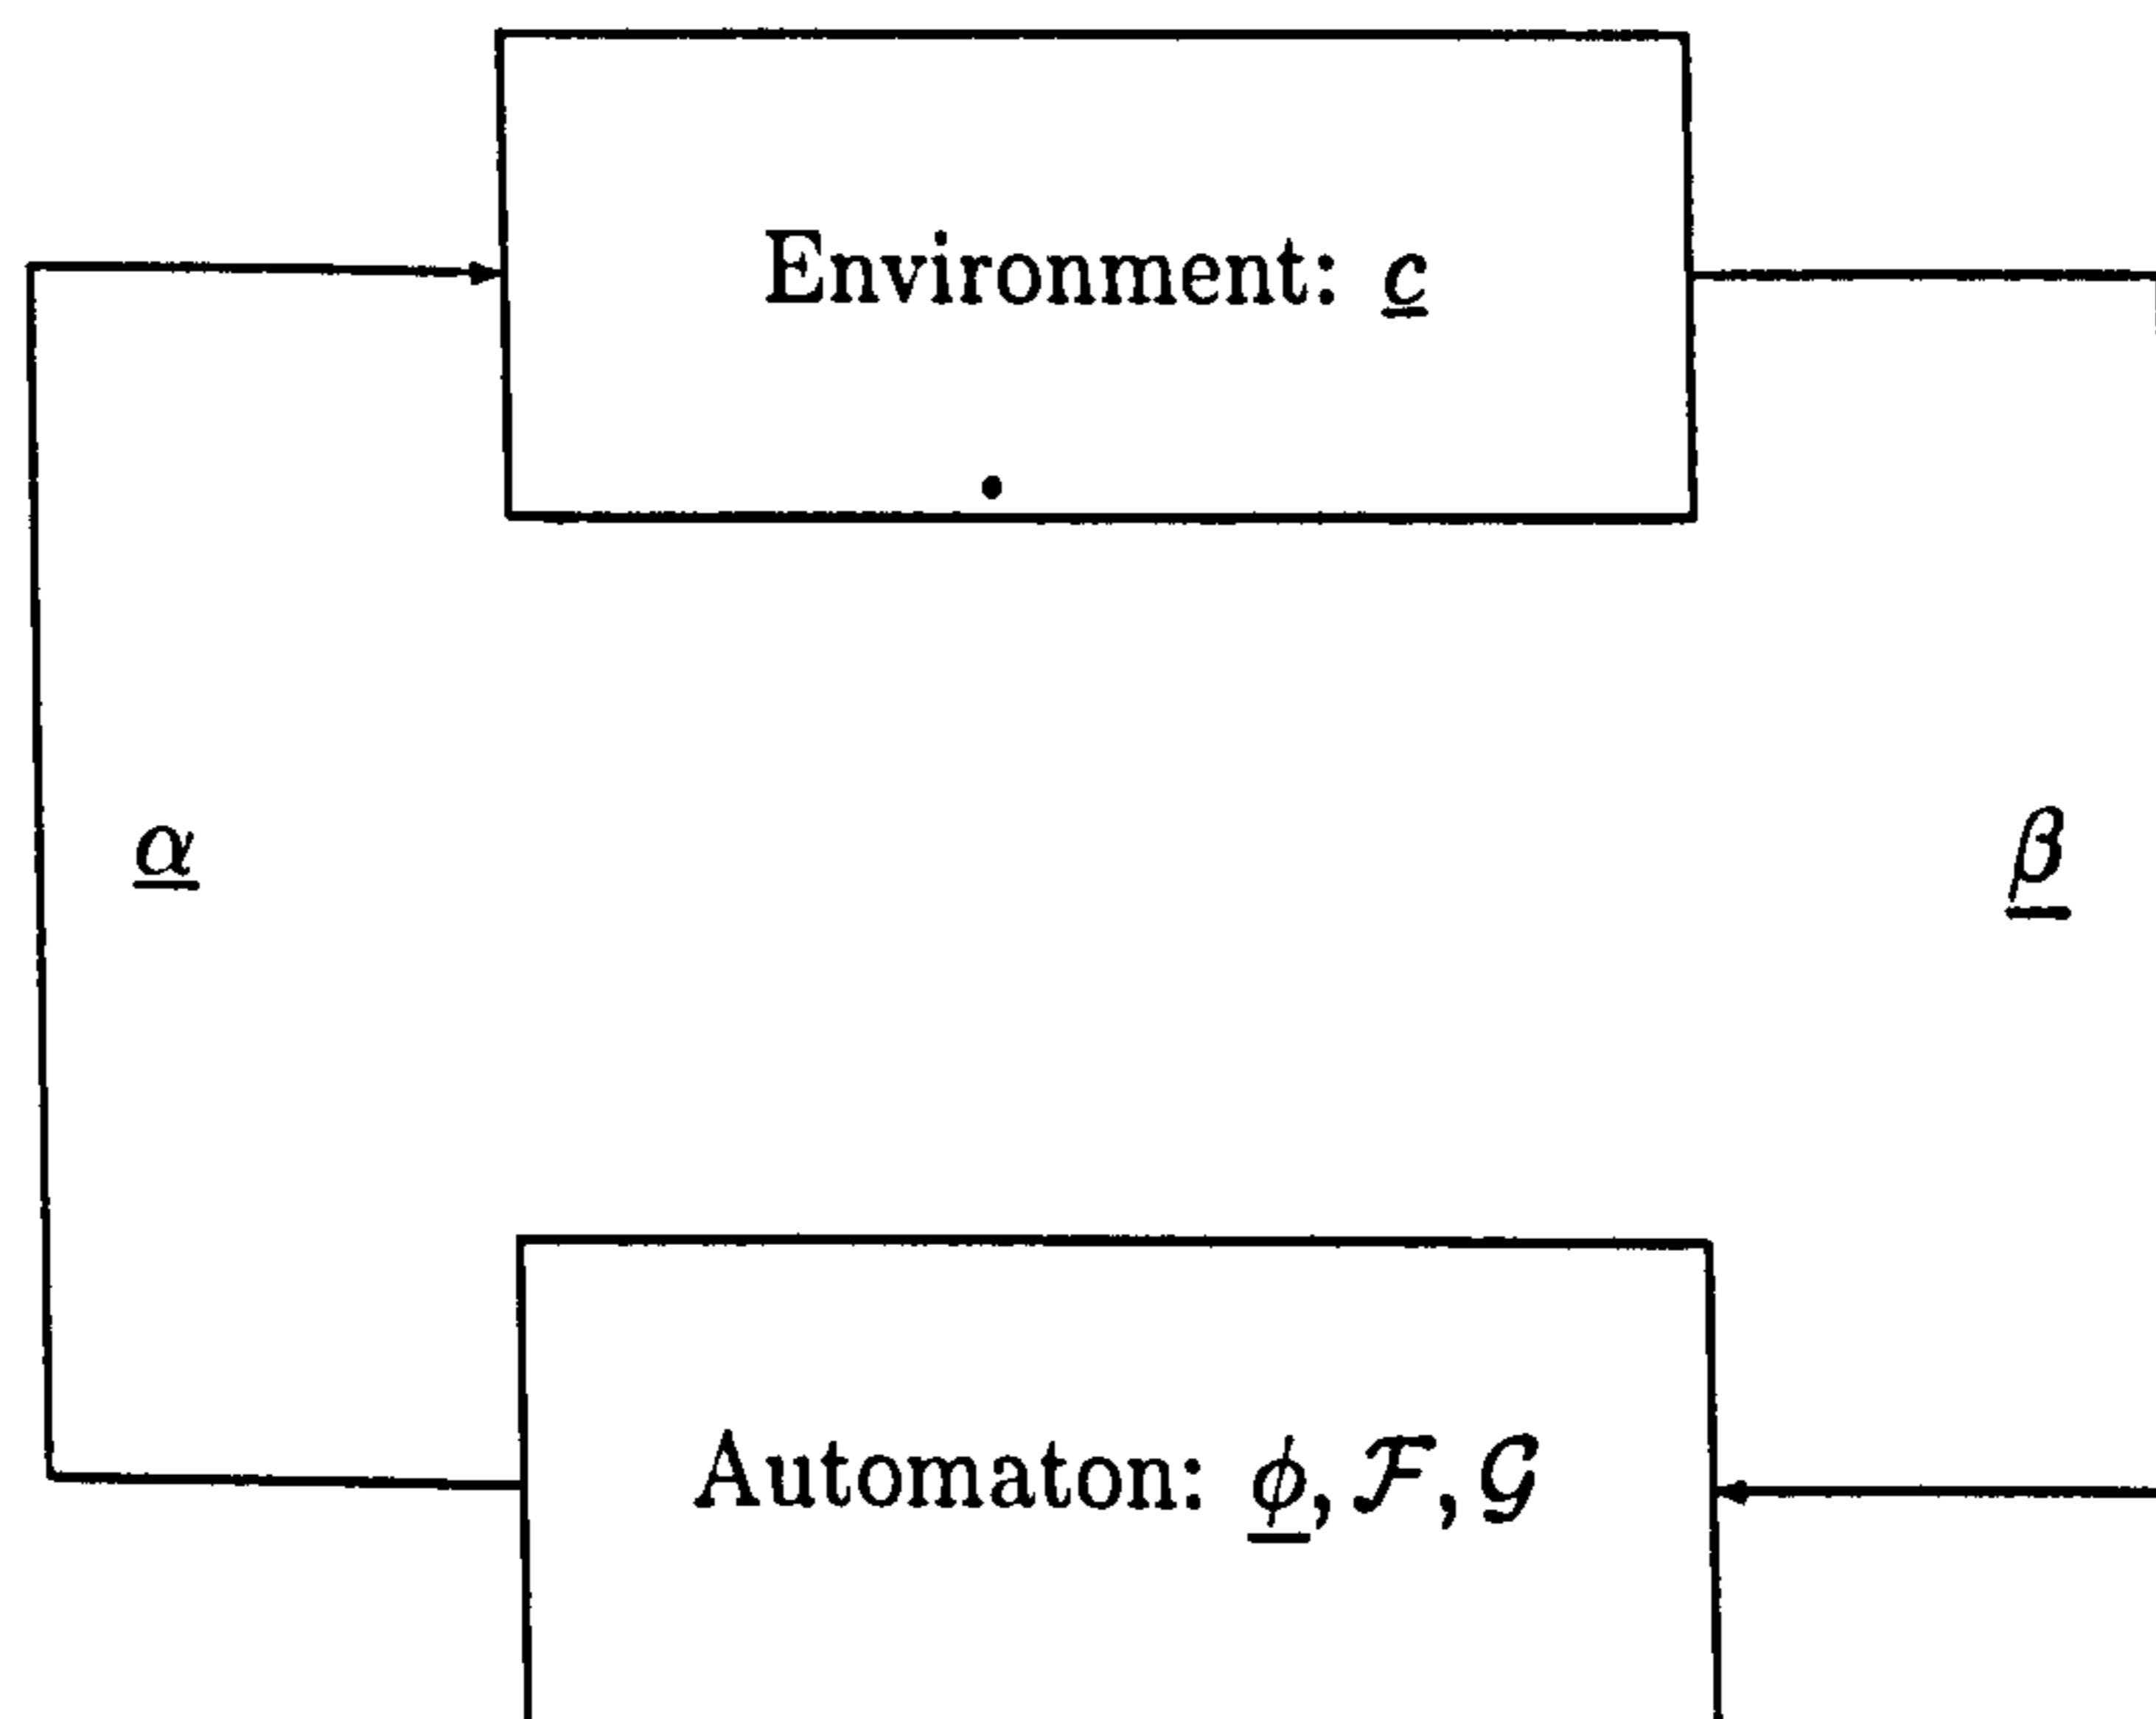 Environment: c
α
β
Automaton: ϕ, ℱ, 𝒢